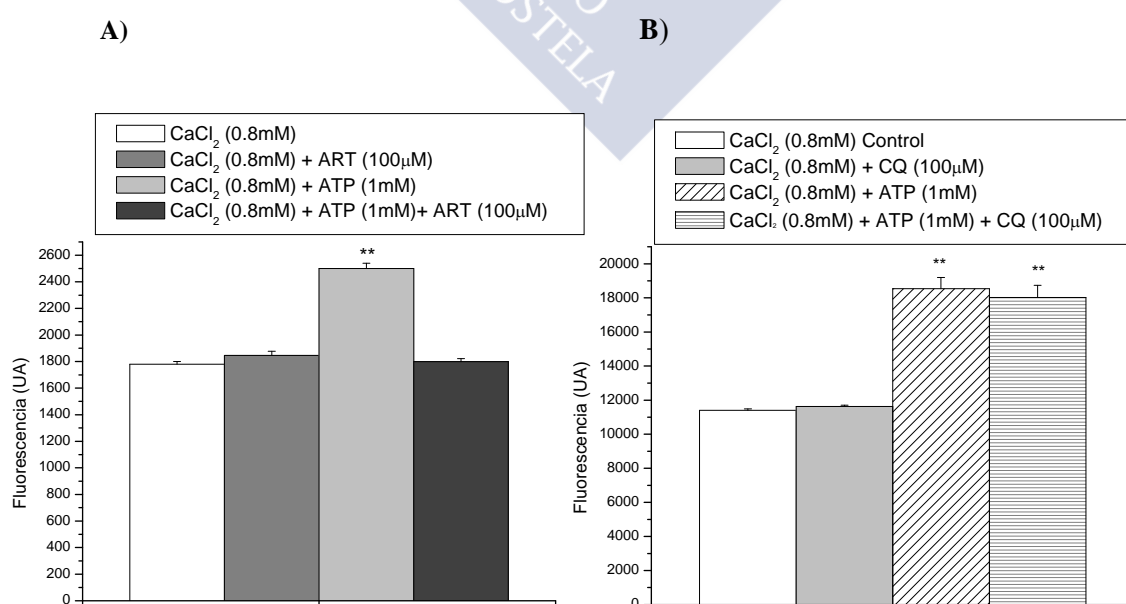 O
OSTELA
A)
B)
CaCl2 (0.8mM)
CaCl2 (0.8mM) + ART (100µM)
CaCl2 (0.8mM) + ATP (1mM)
CaCl2 (0.8mM) + ATP (1mM)+ ART (100µM)
**
2600
2400
2200
2000
1800
1600
1400
1200
1000
800
600
400
200
0
Fluorescencia (UA)
CaCl2 (0.8mM) Control
CaCl2 (0.8mM) + CQ (100µM)
CaCl2 (0.8mM) + ATP (1mM)
CaCl2 (0.8mM) + ATP (1mM) + CQ (100µM)
** **
20000
18000
16000
14000
12000
10000
8000
6000
4000
2000
0
Fluorescencia (UA)